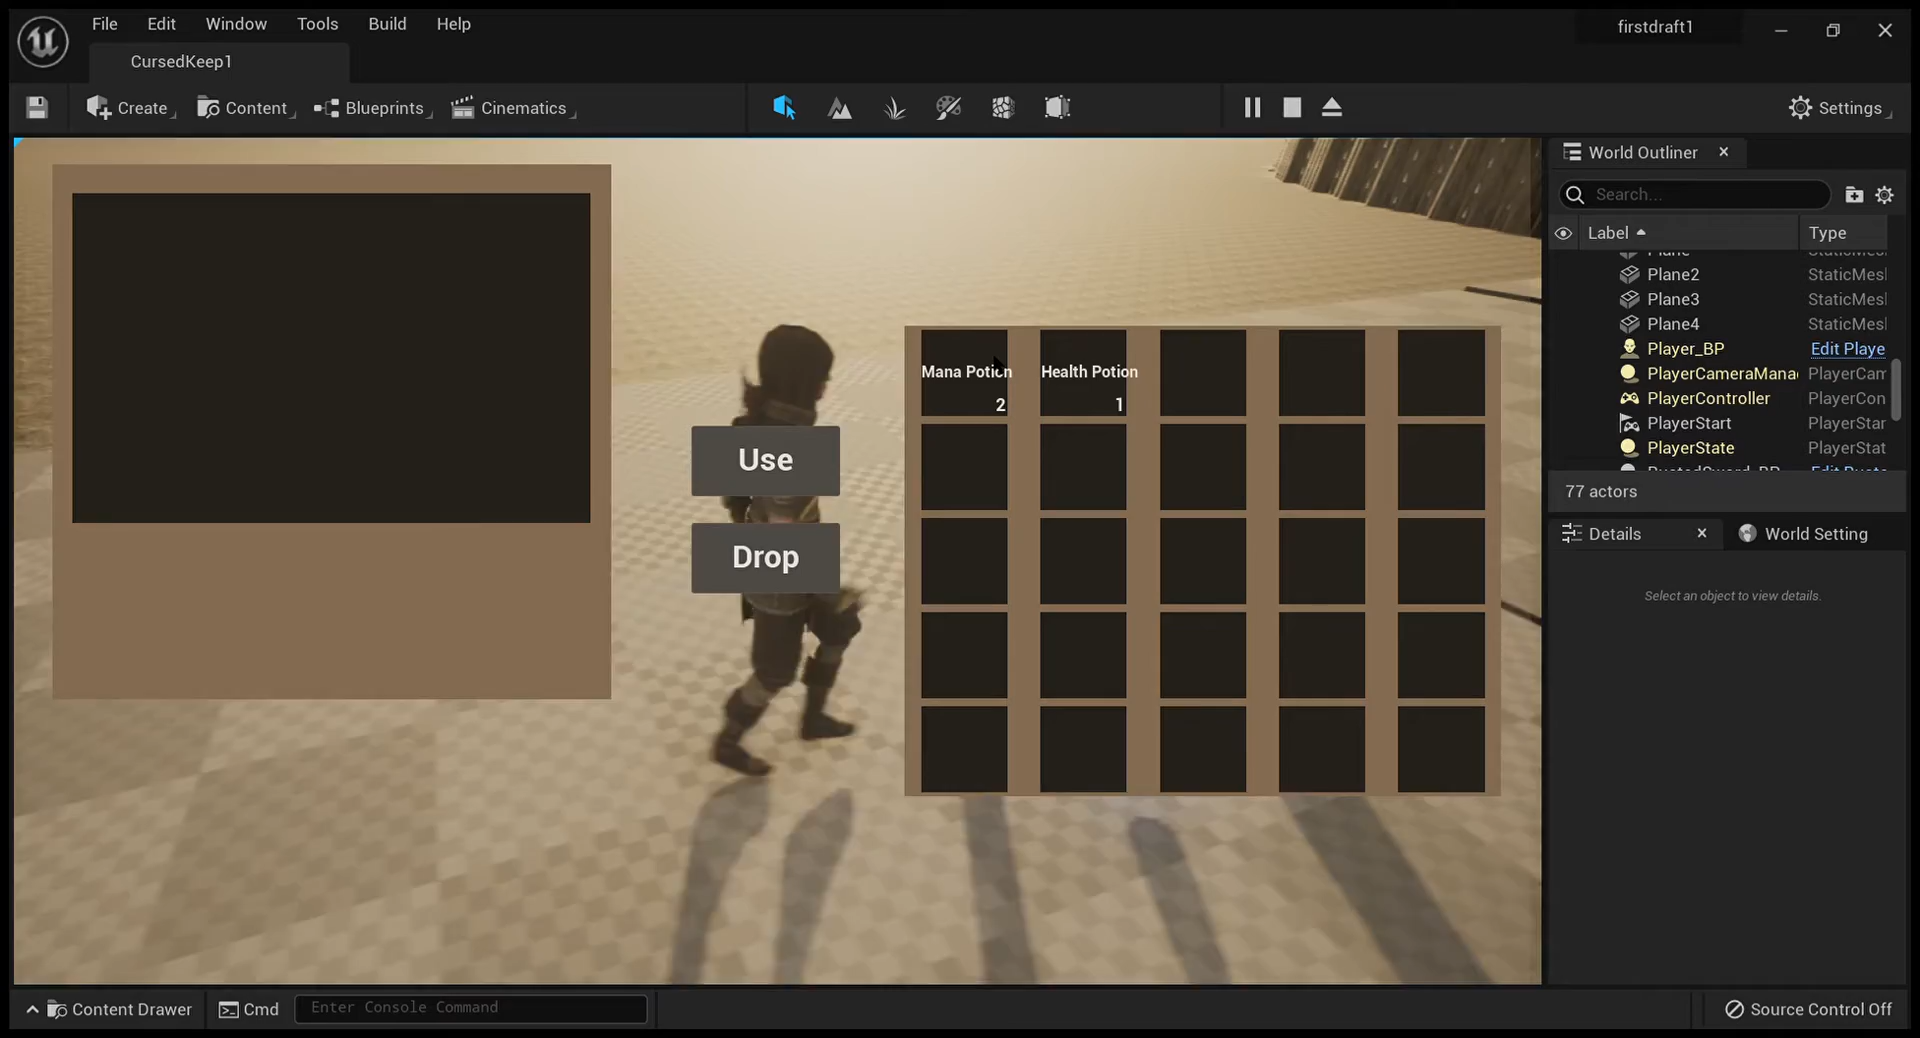 File Edit Window Tools Build Help
firstdraft1
CursedKeep1
Create Content Blueprints Cinematics
Settings
World Outliner
Search...
Label Type
Plane2 StaticMesl
Plane3 StaticMesl
Plane4 StaticMesl
Player_BP Edit Playe
PlayerCameraMana PlayerCam
PlayerController PlayerCon
PlayerStart PlayerStar
PlayerState PlayerStat
77 actors
Details World Setting
Select an object to view details.
Mana Potion
2
Health Potion
1
Use
Drop
Content Drawer Cmd Enter Console Command
Source Control Off